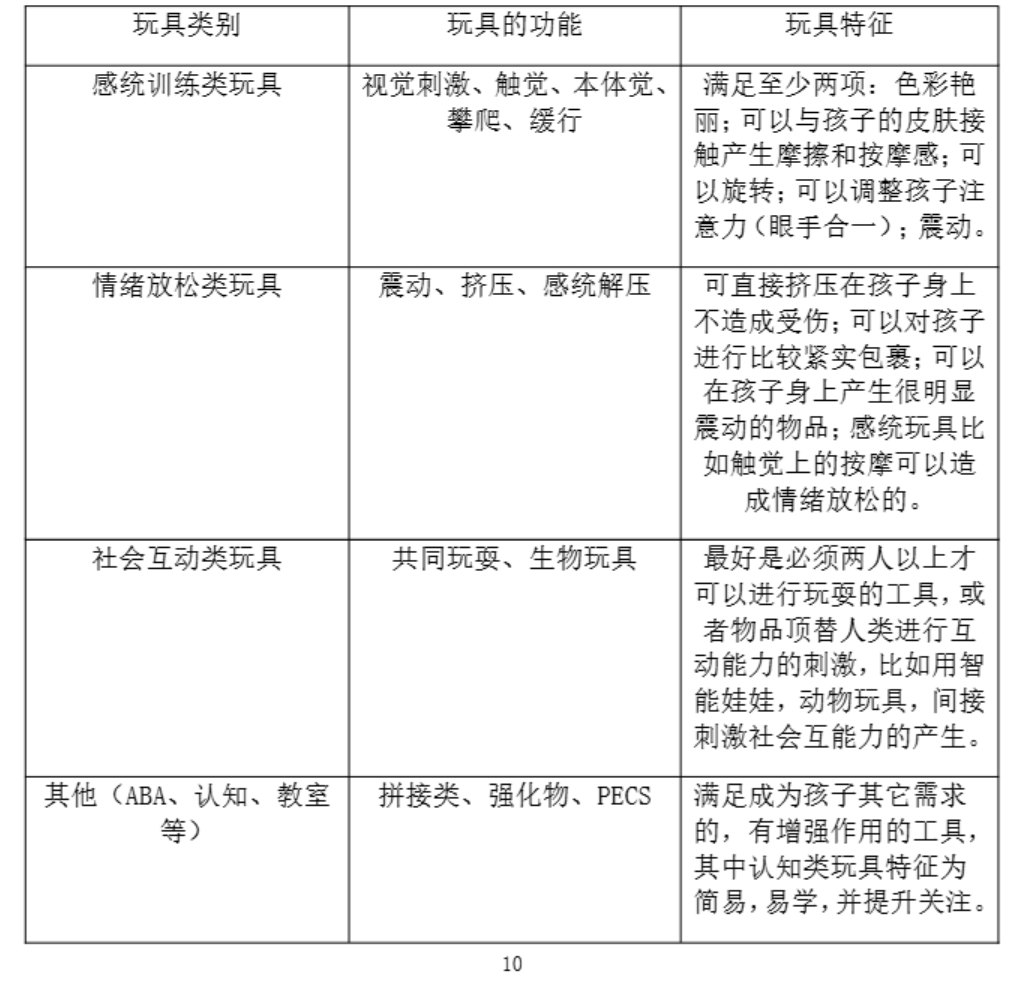 玩具类别
玩具的功能
玩具特征
感统训练类玩具
视觉刺激、触觉、本体觉、
攀爬、缓行
满足至少两项：色彩艳
丽；可以与孩子的皮肤接
触产生摩擦和按摩感；可
以旋转；可以调整孩子注
意力（眼手合一）；震动。
情绪放松类玩具
震动、挤压、感统解压
可直接挤压在孩子身上
不造成受伤；可以对孩子
进行比较紧实包裹；可以
在孩子身上产生很明显
震动的物品；感统玩具比
如触觉上的按摩可以造
成情绪放松的。
社会互动类玩具
共同玩耍、生物玩具
最好是必须两人以上才
可以进行玩耍的工具，或
者物品顶替人类进行互
动能力的刺激，比如用智
能娃娃，动物玩具，间接
刺激社会互能力的产生。
其他（ABA、认知、教室
等）
拼接类、强化物、PECS
满足成为孩子其它需求
的，有增强作用的工具，
其中认知类玩具特征为
简易，易学，并提升关注。
10